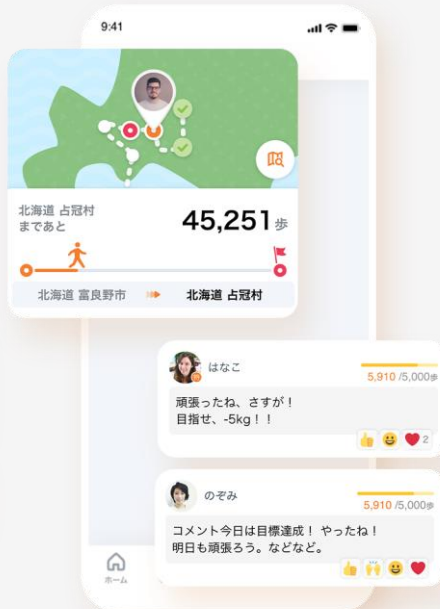 9:41
北海道 占冠村
まであと
45,251歩
北海道 富良野市
北海道 占冠村
はなこ
5,910 /5,000歩
頑張ったね、さすが！
目指せ、-5kg！！
2
のぞみ
5,910 /5,000歩
コメント今日は目標達成！ やったね！
明日も頑張ろう。などなど。
ホーム